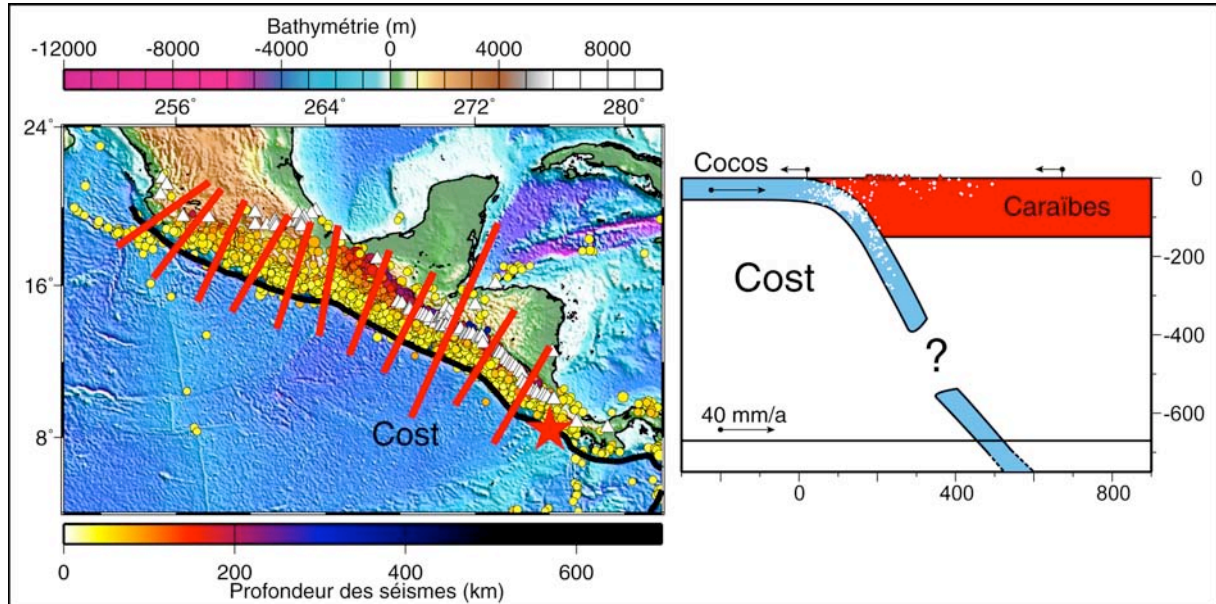 Bathymétrie (m)
-12000 -8000 -4000 0 4000 8000
256° 264° 272° 280°
24°
16°
8°
Cost
0 200 400 600
Profondeur des séismes (km)
Cocos
Caraïbes
Cost
?
40 mm/a
0
-200
-400
-600
0 400 800